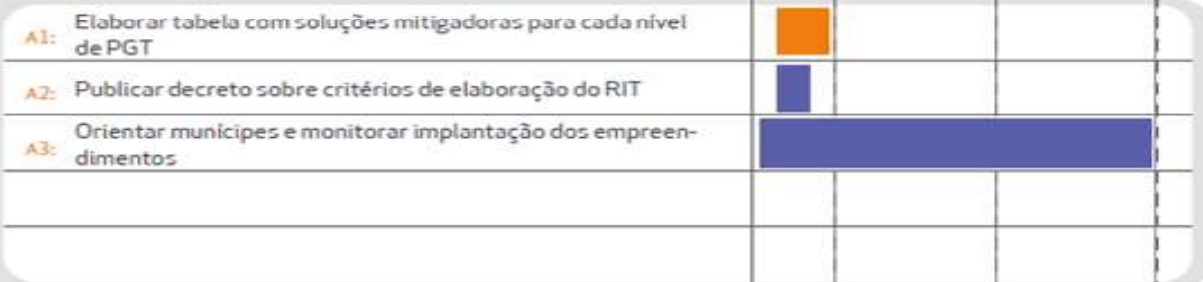 A1: Elaborar tabela com soluções mitigadoras para cada nível
de PGT
A2: Publicar decreto sobre critérios de elaboração do RIT
A3: Orientar munícipes e monitorar implantação dos empreen-
dimentos